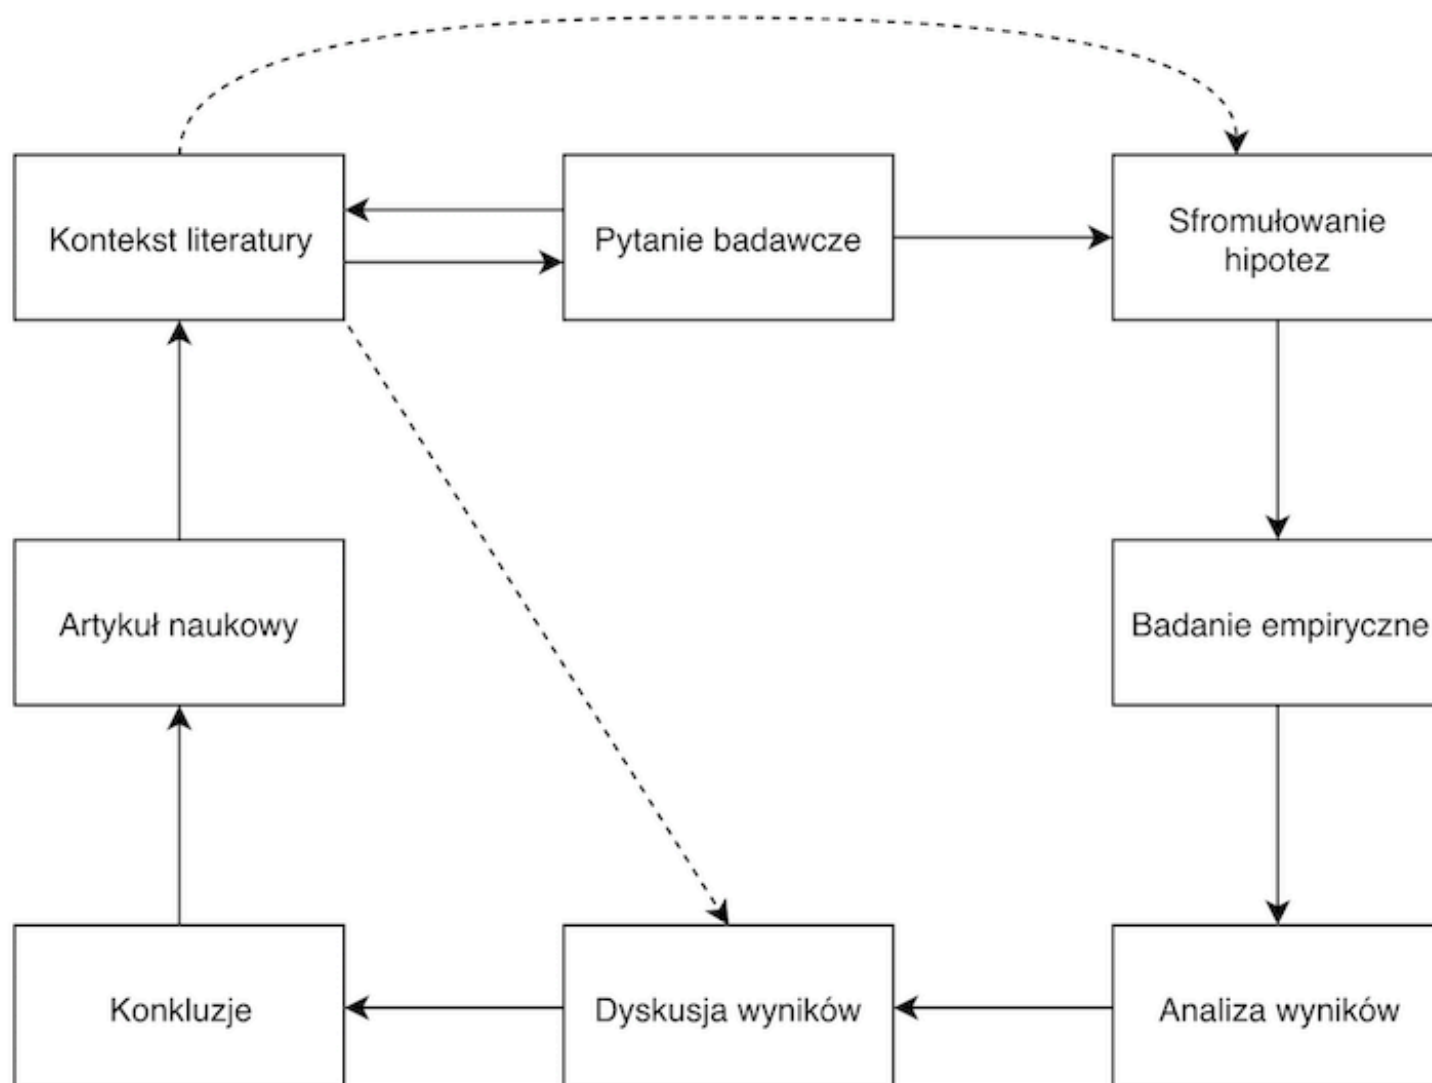 Kontekst literatury
Pytanie badawcze
Sfromułowanie
hipotez
Artykuł naukowy
Badanie empiryczne
Konkluzje
Dyskusja wyników
Analiza wyników